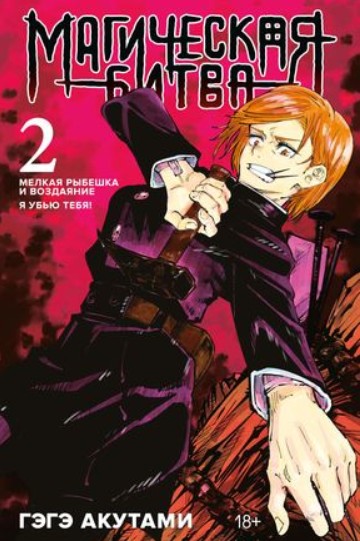 МАГИЧЕСКАЯ
БИТВА
2
МЕЛКАЯ РЫБЕШКА
И ВОЗДАЯНИЕ
Я УБЬЮ ТЕБЯ!
ГЭГЭ АКУТАМИ
18+